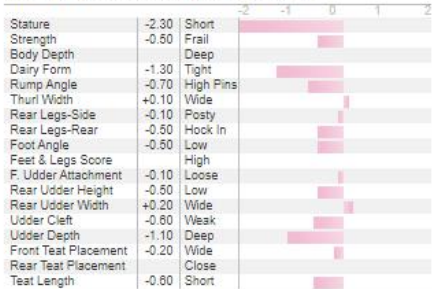 -2 -1 0 1 2
Stature -2.30 Short
Strength -0.50 Frail
Body Depth Deep
Dairy Form -1.30 Tight
Rump Angle -0.70 High Pins
Thurl Width +0.10 Wide
Rear Legs-Side -0.10 Posty
Rear Legs-Rear -0.50 Hock In
Foot Angle -0.50 Low
Feet & Legs Score High
F. Udder Attachment -0.10 Loose
Rear Udder Height -0.50 Low
Rear Udder Width +0.20 Wide
Udder Cleft -0.60 Weak
Udder Depth -1.10 Deep
Front Teat Placement -0.20 Wide
Rear Teat Placement Close
Teat Length -0.60 Short